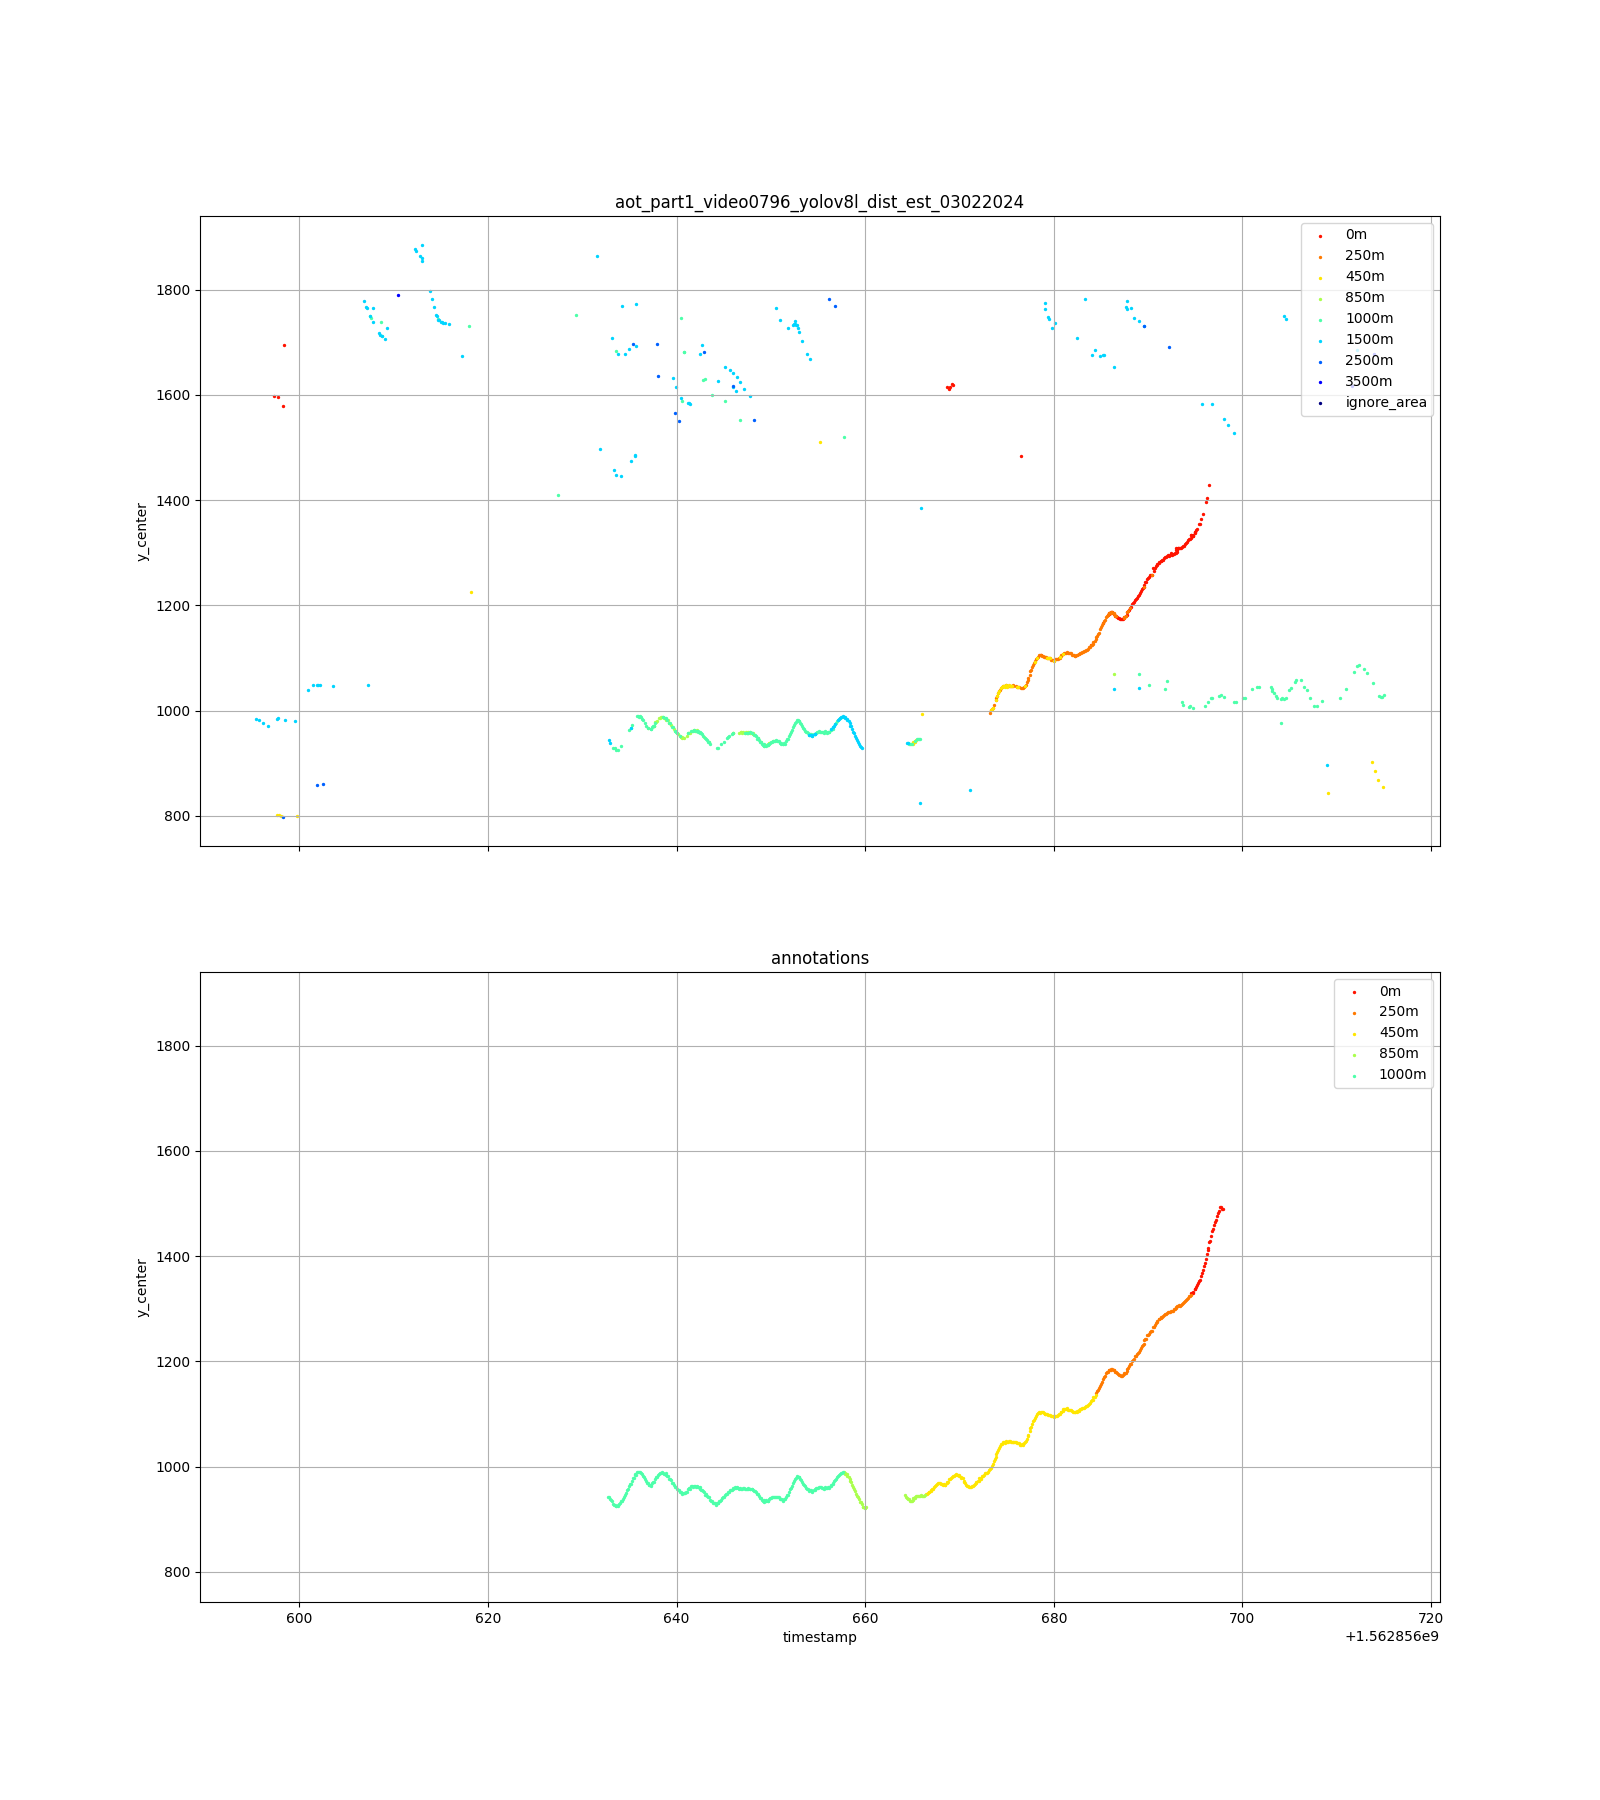 aot_part1_video0796_yolov8l_dist_est_03022024
y_center
1800
1600
1400
1200
1000
800
0m
250m
450m
850m
1000m
1500m
2500m
3500m
ignore_area
annotations
y_center
1800
1600
1400
1200
1000
800
0m
250m
450m
850m
1000m
600 620 640 660 680 700 720
timestamp
+1.562856e9